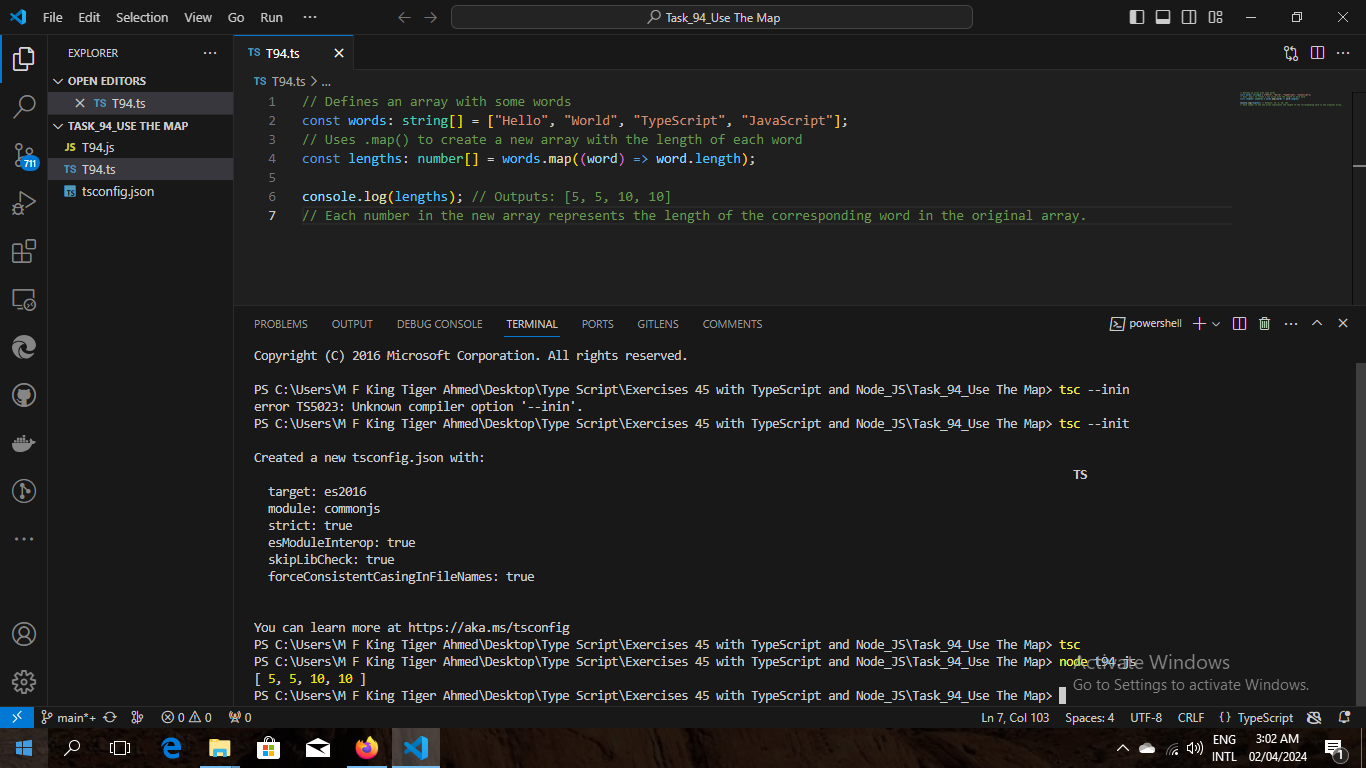 File Edit Selection View Go Run ···
Task_94_Use The Map
EXPLORER
OPEN EDITORS
TS T94.ts
TASK_94_USE THE MAP
JS T94.js
TS T94.ts
TS tsconfig.json
711
TS T94.ts
TS T94.ts > ...
1 // Defines an array with some words
2 const words: string[] = ["Hello", "World", "TypeScript", "JavaScript"];
3 // Uses .map() to create a new array with the length of each word
4 const lengths: number[] = words.map((word) => word.length);
5
6 console.log(lengths); // Outputs: [5, 5, 10, 10]
7 // Each number in the new array represents the length of the corresponding word in the original array.
PROBLEMS OUTPUT DEBUG CONSOLE TERMINAL PORTS GITLENS COMMENTS
powershell
Copyright (C) 2016 Microsoft Corporation. All rights reserved.
PS C:\Users\M F King Tiger Ahmed\Desktop\Type Script\Exercises 45 with TypeScript and Node_JS\Task_94_Use The Map> tsc --inin
error TS5023: Unknown compiler option '--inin'.
PS C:\Users\M F King Tiger Ahmed\Desktop\Type Script\Exercises 45 with TypeScript and Node_JS\Task_94_Use The Map> tsc --init
Created a new tsconfig.json with:
TS
target: es2016
module: commonjs
strict: true
esModuleInterop: true
skipLibCheck: true
forceConsistentCasingInFileNames: true
You can learn more at https://aka.ms/tsconfig
PS C:\Users\M F King Tiger Ahmed\Desktop\Type Script\Exercises 45 with TypeScript and Node_JS\Task_94_Use The Map> tsc
PS C:\Users\M F King Tiger Ahmed\Desktop\Type Script\Exercises 45 with TypeScript and Node_JS\Task_94_Use The Map> node t94.js
[ 5, 5, 10, 10 ]
PS C:\Users\M F King Tiger Ahmed\Desktop\Type Script\Exercises 45 with TypeScript and Node_JS\Task_94_Use The Map>
Activate Windows
Go to Settings to activate Windows.
main*+ 0 0 0
Ln 7, Col 103 Spaces: 4 UTF-8 CRLF {} TypeScript
ENG
INTL
3:02 AM
02/04/2024
1